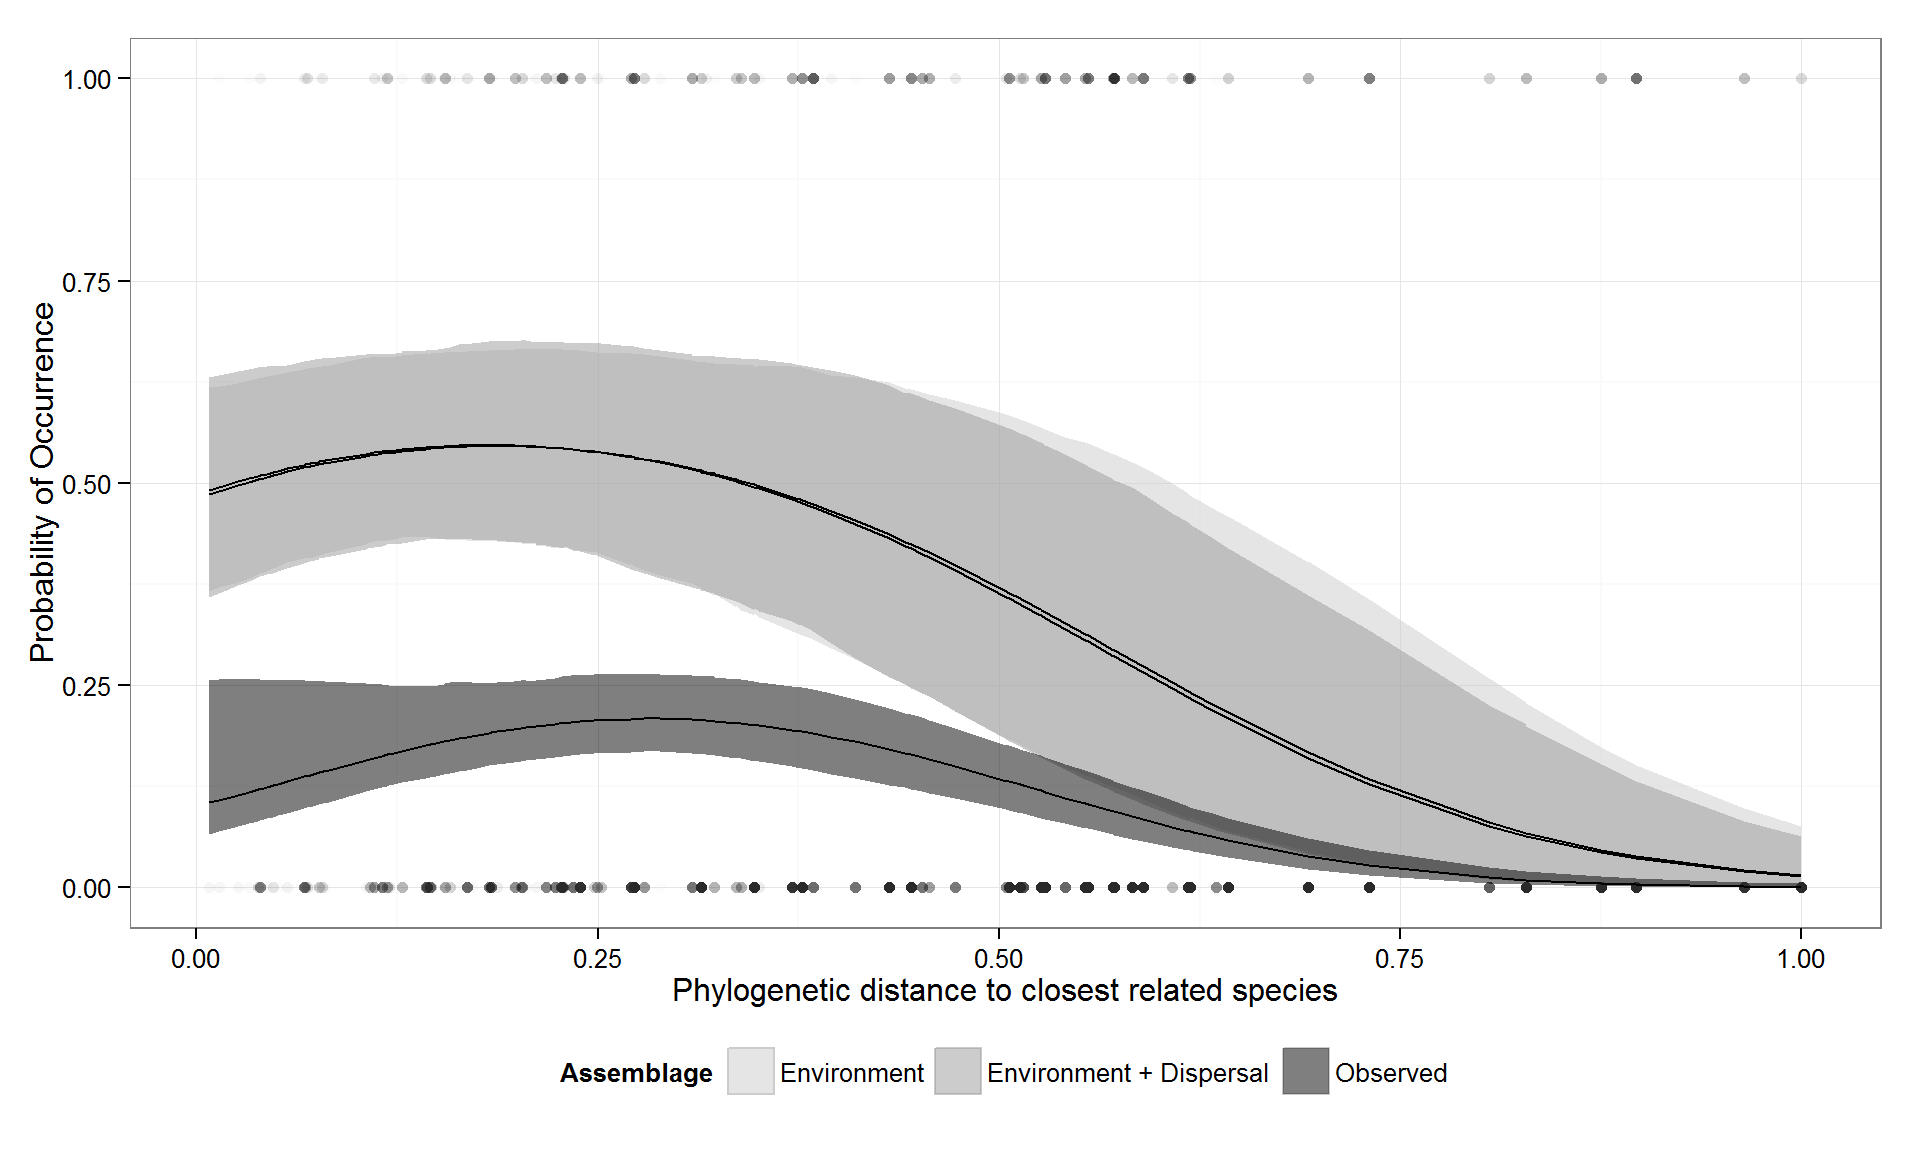 1.00
0.75
0.50
0.25
0.00
Probability of Occurrence
0.00 0.25 0.50 0.75 1.00
Phylogenetic distance to closest related species
Assemblage Environment Environment + Dispersal Observed